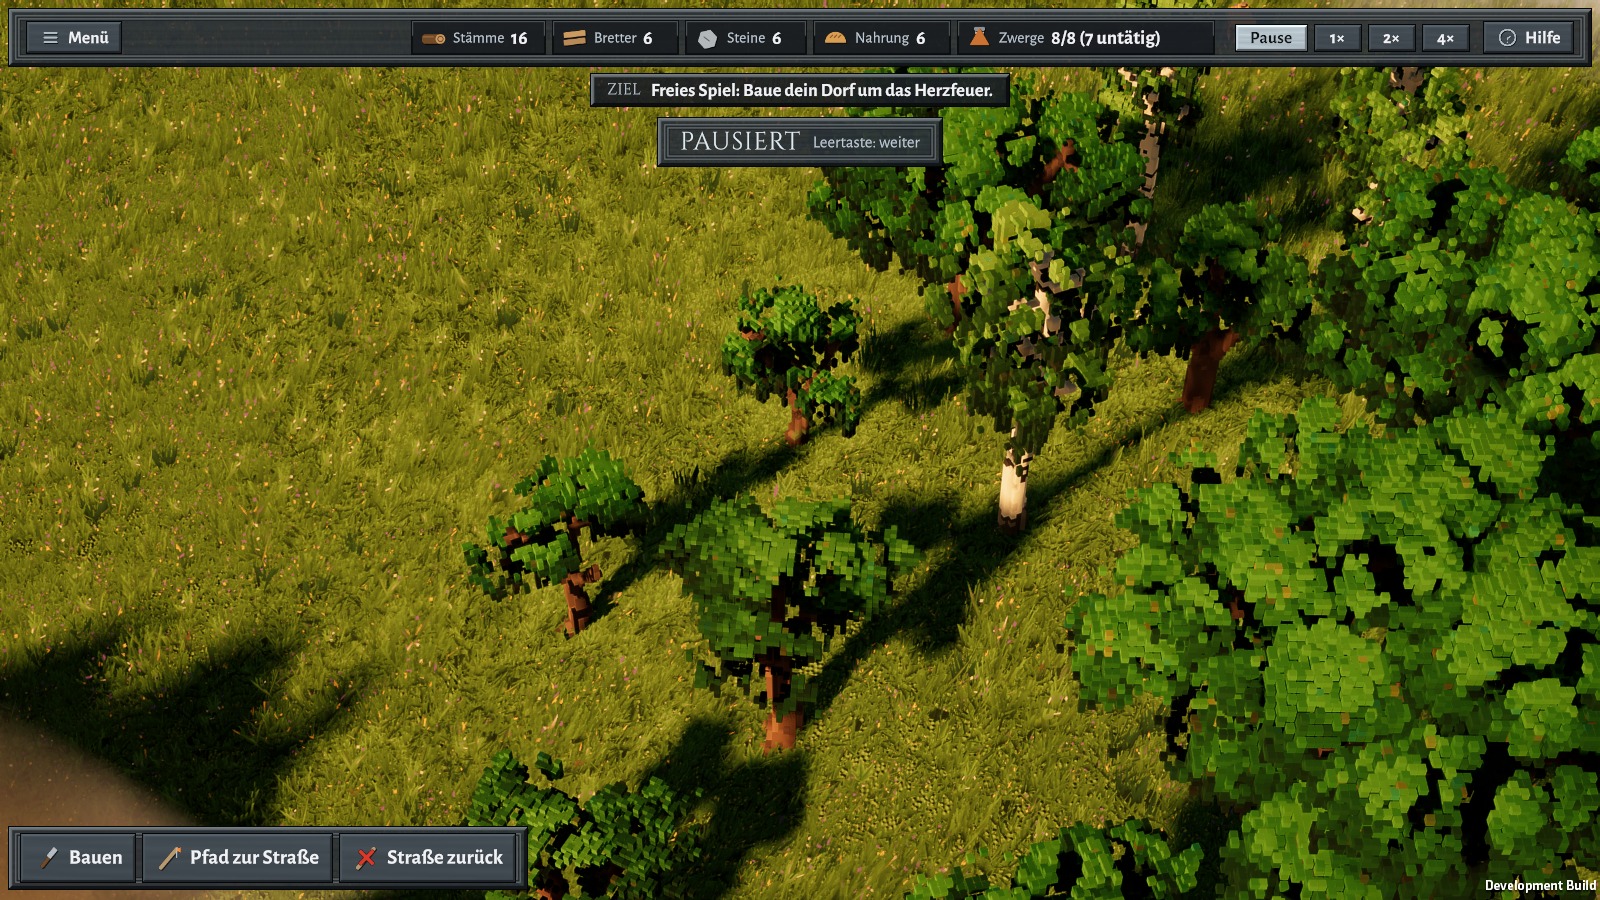 Menü
Stämme 16
Bretter 6
Steine 6
Nahrung 6
Zwerge 8/8 (7 untätig)
Pause
1×
2×
4×
Hilfe
ZIEL Freies Spiel: Baue dein Dorf um das Herzfeuer.
PAUSIERT Leertaste: weiter
Bauen
Pfad zur Straße
Straße zurück
Development Build